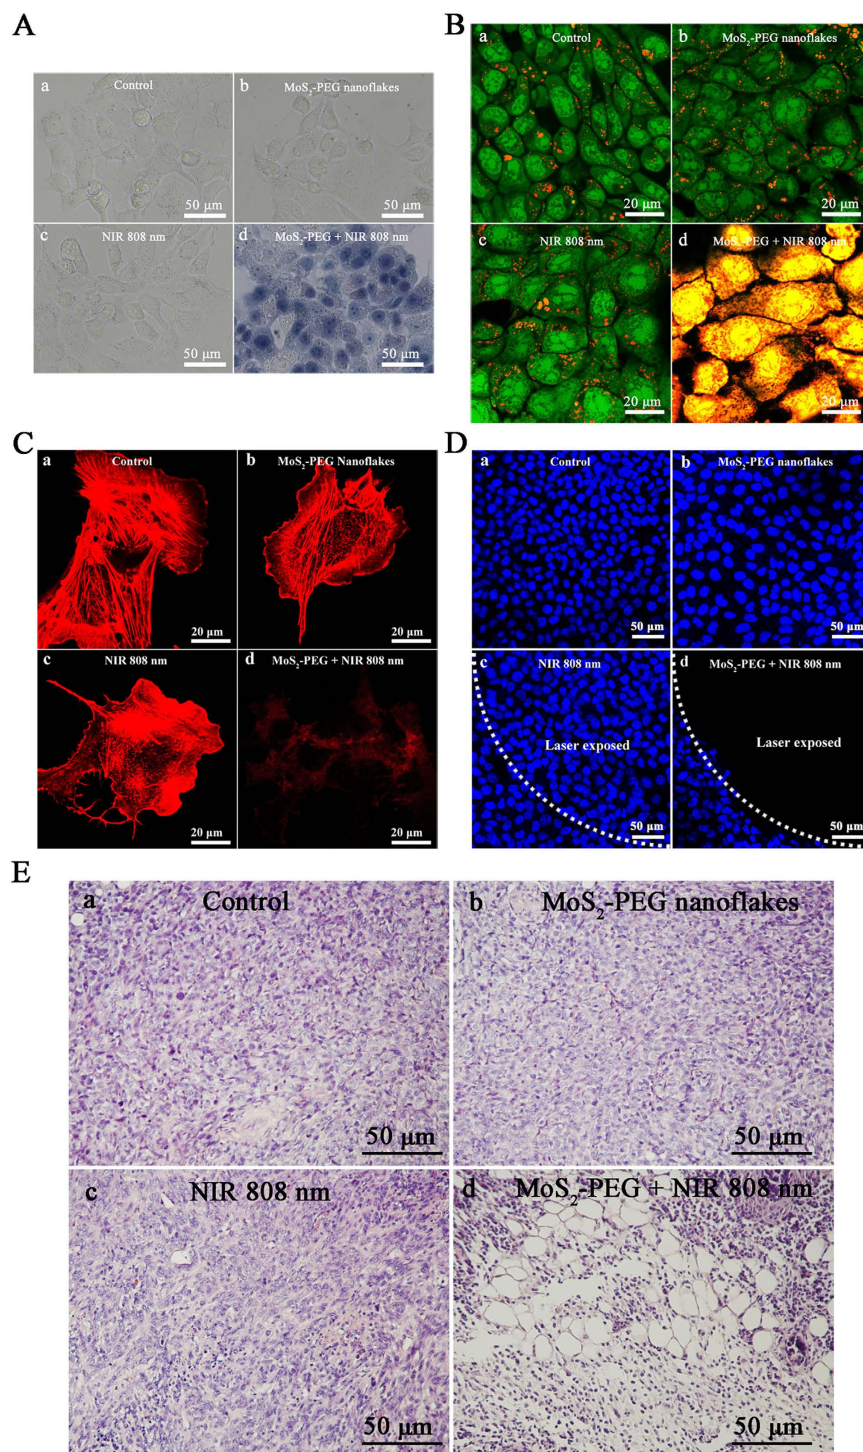 A
a
Control
b
MoS₂-PEG nanoflakes
50 µm
50 µm
c
NIR 808 nm
d
MoS₂-PEG + NIR 808 nm
50 µm
50 µm
B
a
Control
b
MoS₂-PEG nanoflakes
20 µm
20 µm
c
NIR 808 nm
d
MoS₂-PEG + NIR 808 nm
20 µm
20 µm
C
a
Control
b
MoS₂-PEG Nanoflakes
20 µm
20 µm
c
NIR 808 nm
d
MoS₂-PEG + NIR 808 nm
20 µm
20 µm
D
a
Control
b
MoS₂-PEG nanoflakes
50 µm
50 µm
c
NIR 808 nm
Laser exposed
d
MoS₂-PEG + NIR 808 nm
Laser exposed
50 µm
50 µm
E
a
Control
b
MoS₂-PEG nanoflakes
50 µm
50 µm
c
NIR 808 nm
d
MoS₂-PEG + NIR 808 nm
50 µm
50 µm